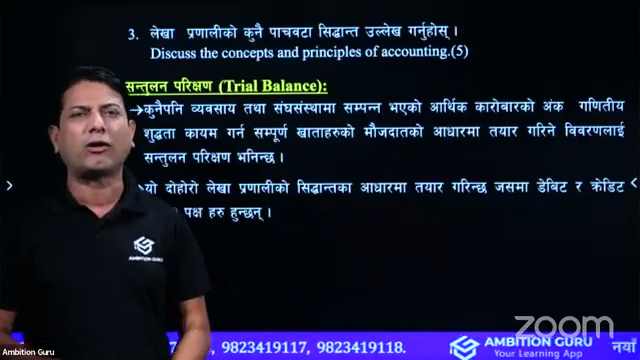 3. लेखा प्रणालीको कुनै पाचवटा सिद्धान्त उल्लेख गर्नुहोस् ।
Discuss the concepts and principles of accounting.(5)
सन्तुलन परिक्षण (Trial Balance):
→कुनैपनि व्यवसाय तथा संघसंस्थामा सम्पन्न भएको आर्थिक कारोबारको अंक गणितीय
शुद्धता कायम गर्न सम्पूर्ण खाताहरुको मौजदातको आधारमा तयार गरिने विवरणलाई
सन्तुलन परिक्षण भनिन्छ ।
यो दोहोरो लेखा प्रणालीको सिद्धान्तका आधारमा तयार गरिन्छ जसमा डेबिट र क्रेडिट
पक्ष हरु हुन्छन् ।
AMBITION GURU
zoom
9823419117, 9823419118.
AMBITION GURU
Your Learning App
नयाँ
Ambition Guru